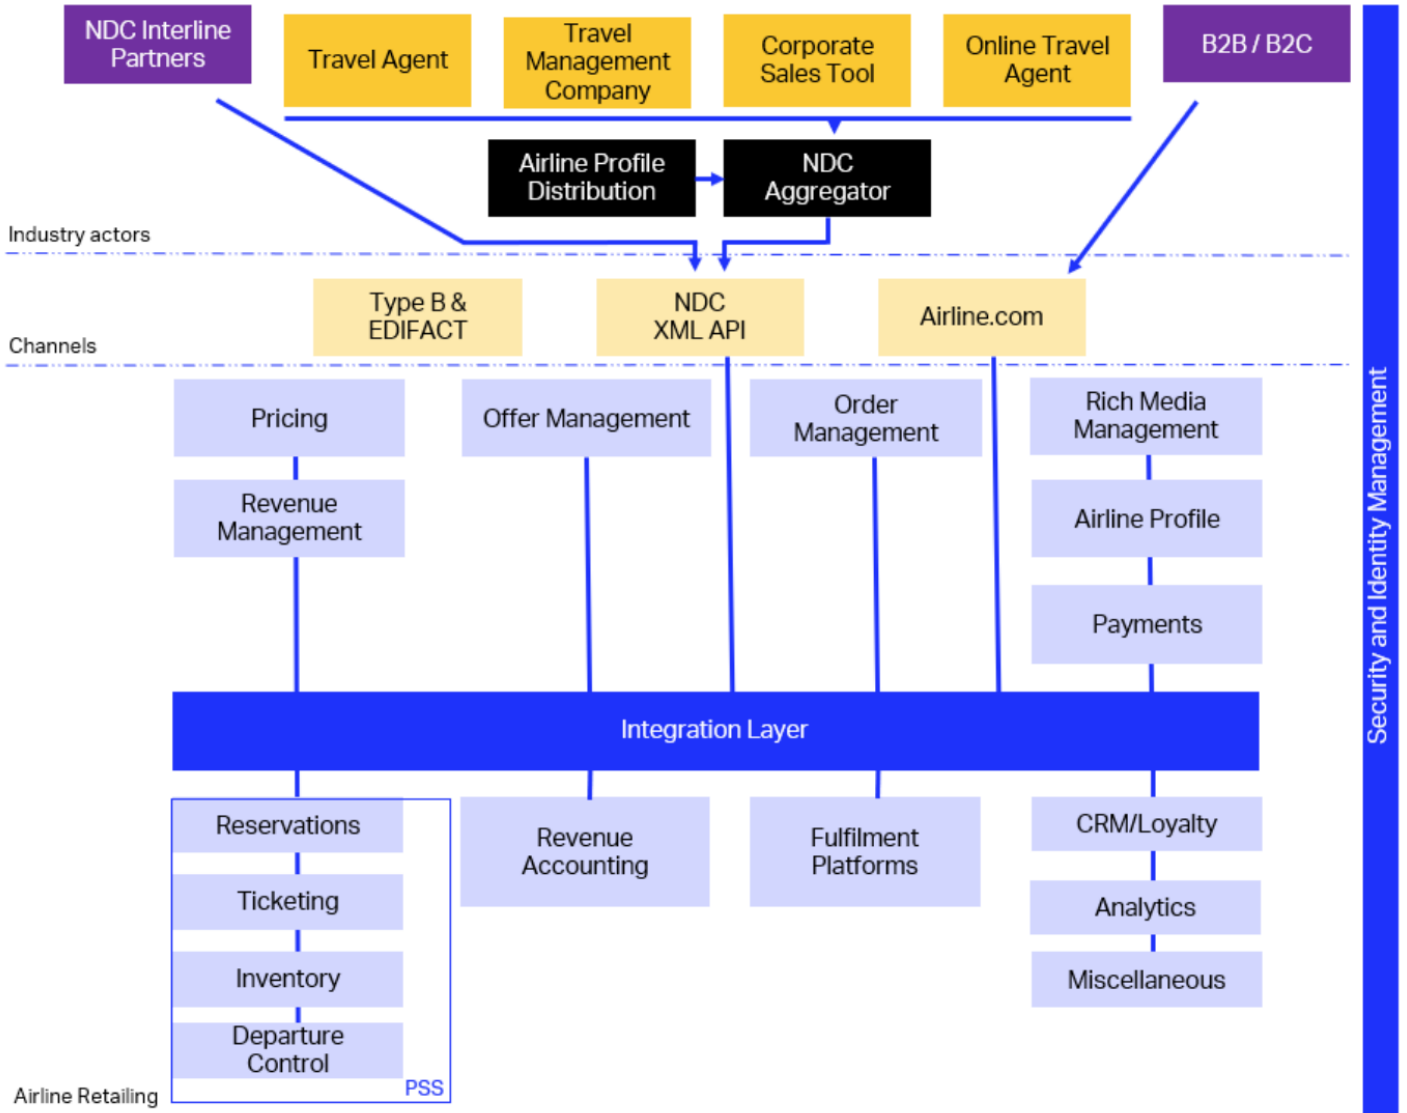 NDC Interline
Partners
Travel Agent
Travel
Management
Company
Corporate
Sales Tool
Online Travel
Agent
B2B / B2C
Airline Profile
Distribution
NDC
Aggregator
Industry actors
Type B &
EDIFACT
NDC
XML API
Airline.com
Channels
Pricing
Offer Management
Order
Management
Rich Media
Management
Revenue
Management
Airline Profile
Payments
Security and Identity Management
Integration Layer
Reservations
Revenue
Accounting
Fulfilment
Platforms
CRM/Loyalty
Ticketing
Analytics
Inventory
Miscellaneous
Departure
Control
PSS
Airline Retailing